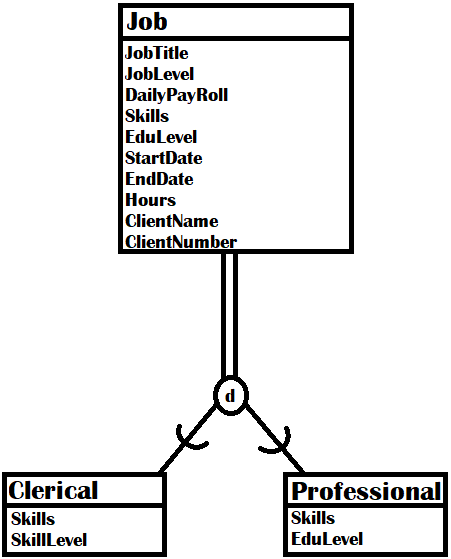 Job
JobTitle
JobLevel
DailyPayRoll
Skills
EduLevel
StartDate
EndDate
Hours
ClientName
ClientNumber
d
Clerical
Skills
SkillLevel
Professional
Skills
EduLevel